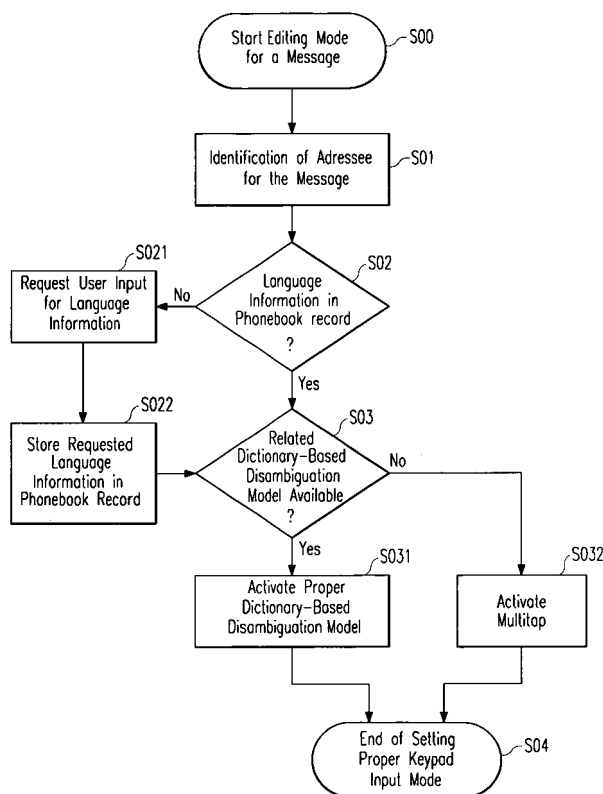 Start Editing Mode
for a Message
S00
Identification of Adressee
for the Message
S01
S02
Language
Information in
Phonebook record
?
No
Yes
S021
Request User Input
for Language
Information
S022
Store Requested
Language
Information in
Phonebook Record
S03
Related
Dictionary-Based
Disambiguation
Model Available
?
No
Yes
S031
Activate Proper
Dictionary-Based
Disambiguation Model
S032
Activate
Multitap
End of Setting
Proper Keypad
Input Mode
S04